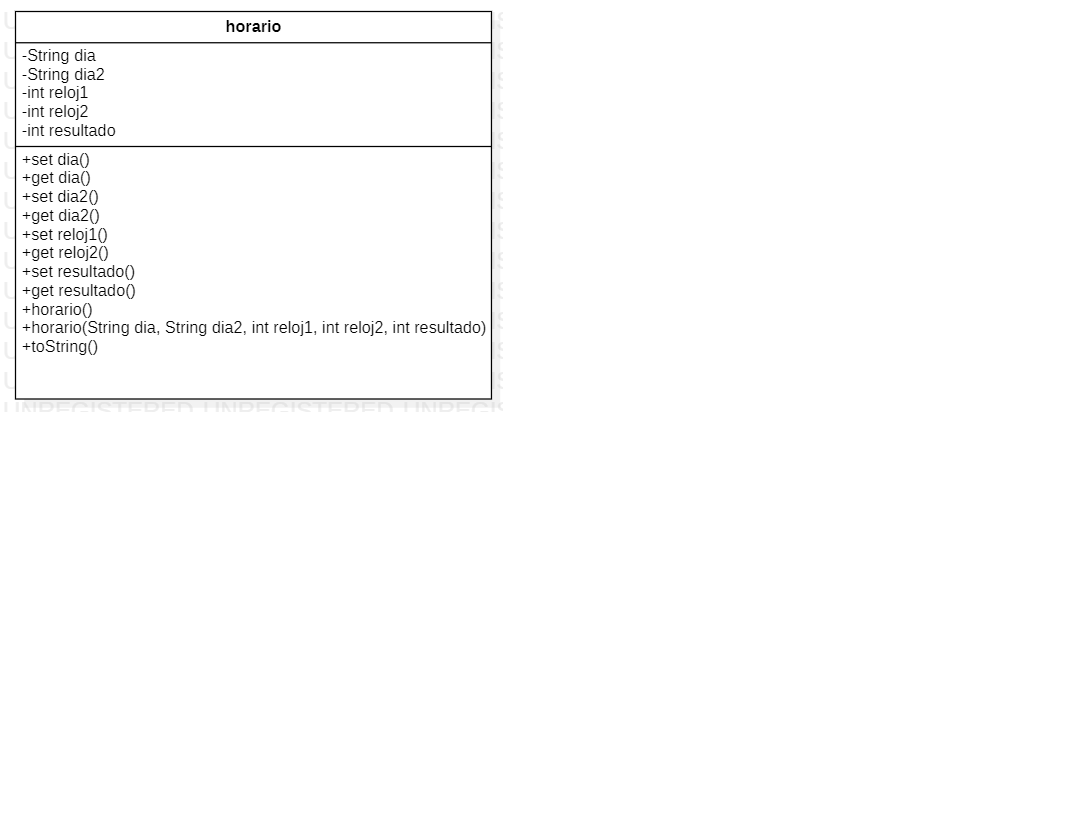 horario
-String dia
-String dia2
-int reloj1
-int reloj2
-int resultado
+set dia()
+get dia()
+set dia2()
+get dia2()
+set reloj1()
+get reloj2()
+set resultado()
+get resultado()
+horario()
+horario(String dia, String dia2, int reloj1, int reloj2, int resultado)
+toString()
UNREGISTERED UNREGISTERED UNREGIS